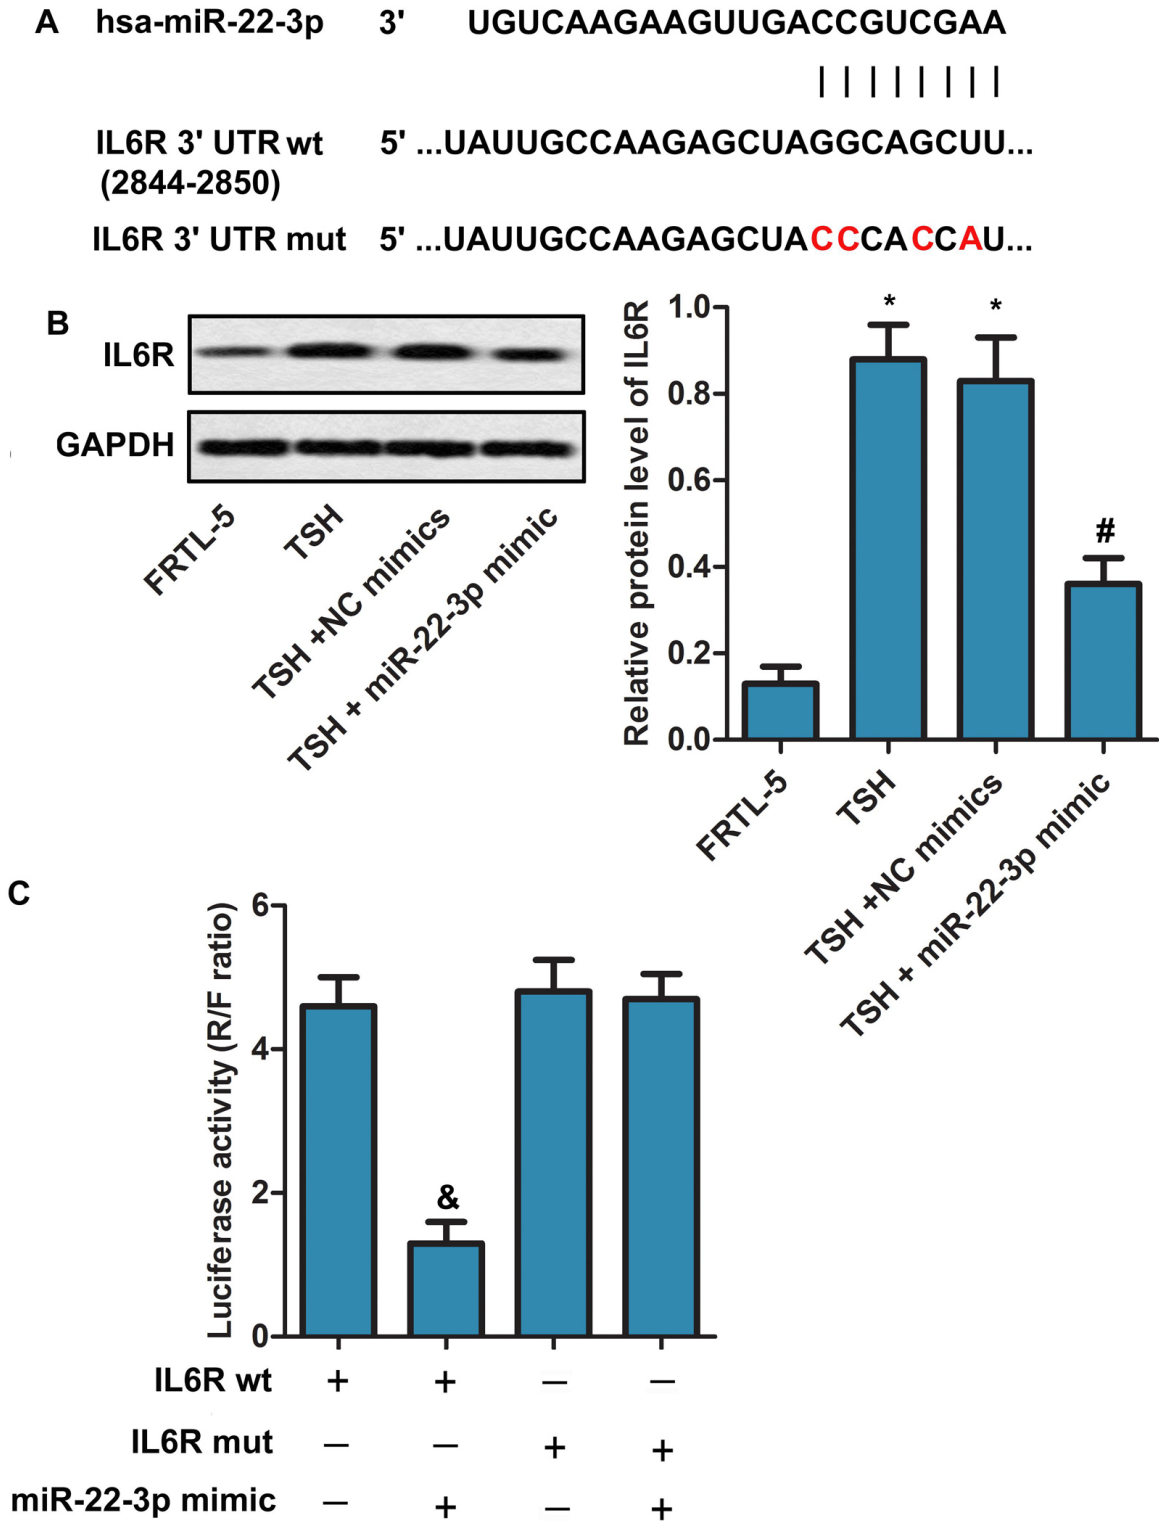 A hsa-miR-22-3p 3' UGUCAAGAAGUUGACCGUCGAA
IL6R 3' UTR wt 5' ...UAUUGCCAAGAGCUAGGCAGCUU...
(2844-2850)
IL6R 3' UTR mut 5' ...UAUUGCCAAGAGCUACCCACCAU...
B
IL6R
GAPDH
FRTL-5
TSH
TSH +NC mimics
TSH + miR-22-3p mimic
Relative protein level of IL6R
1.0
0.8
0.6
0.4
0.2
0.0
*
*
#
FRTL-5
TSH
TSH +NC mimics
TSH + miR-22-3p mimic
C
Luciferase activity (R/F ratio)
6
4
2
0
&
IL6R wt + + – –
IL6R mut – – + +
miR-22-3p mimic – + – +